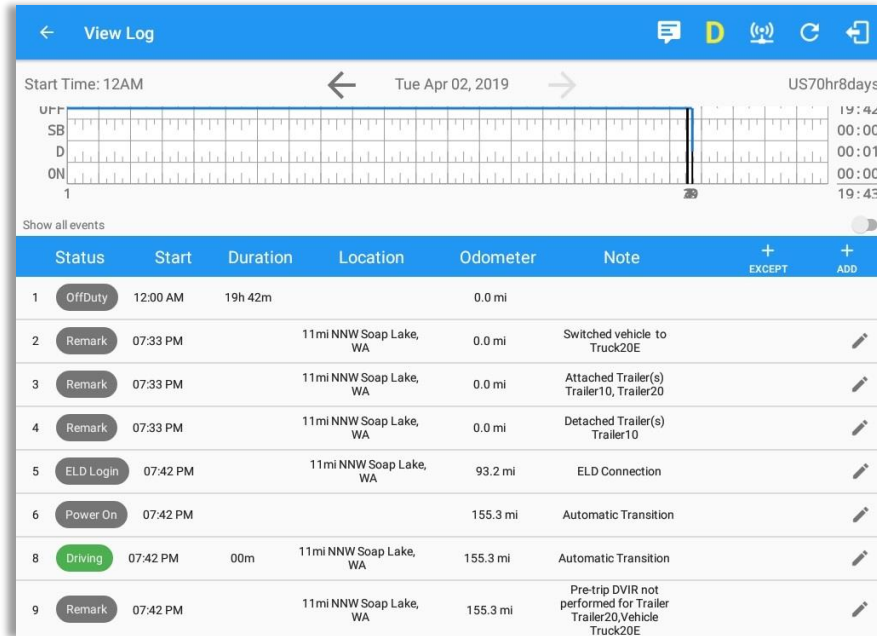 View Log
D
Start Time: 12AM
Tue Apr 02, 2019
US70hr8days
OFF
19:42
SB
00:00
D
00:01
ON
00:00
1
19:43
Show all events
Status Start Duration Location Odometer Note EXCEPT ADD
1 OffDuty 12:00 AM 19h 42m 0.0 mi
2 Remark 07:33 PM 11mi NNW Soap Lake, 0.0 mi Switched vehicle to
WA Truck20E
3 Remark 07:33 PM 11mi NNW Soap Lake, 0.0 mi Attached Trailer(s)
WA Trailer10, Trailer20
4 Remark 07:33 PM 11mi NNW Soap Lake, 0.0 mi Detached Trailer(s)
WA Trailer10
5 ELD Login 07:42 PM 11mi NNW Soap Lake, 93.2 mi ELD Connection
WA
6 Power On 07:42 PM 155.3 mi Automatic Transition
8 Driving 07:42 PM 00m 11mi NNW Soap Lake, 155.3 mi Automatic Transition
WA
Pre-trip DVIR not
9 Remark 07:42 PM 11mi NNW Soap Lake, 155.3 mi performed for Trailer
WA Trailer20,Vehicle
Truck20E